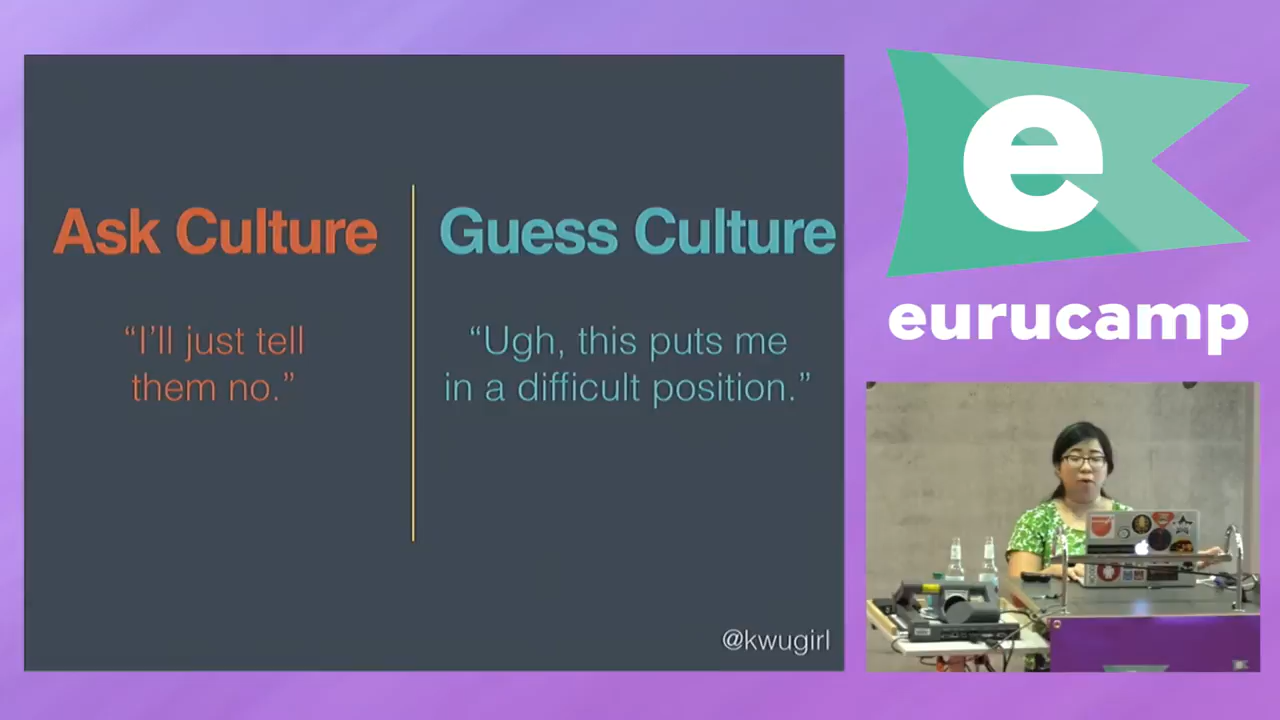 Ask Culture
Guess Culture
“I’ll just tell
them no.”
“Ugh, this puts me
in a difficult position.”
@kwugirl
e
eurucamp